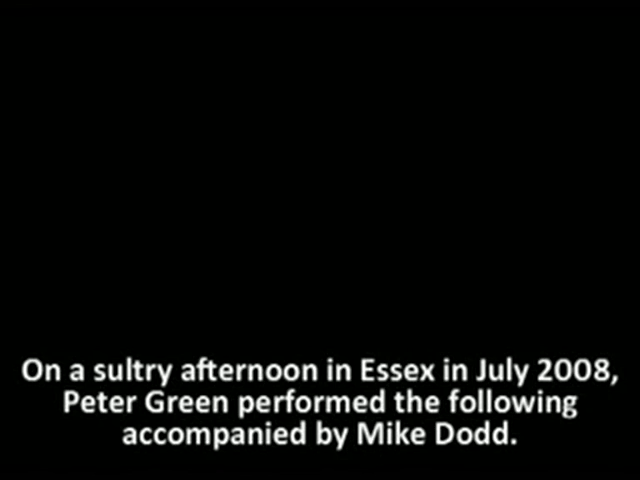 On a sultry afternoon in Essex in July 2008,
Peter Green performed the following
accompanied by Mike Dodd.